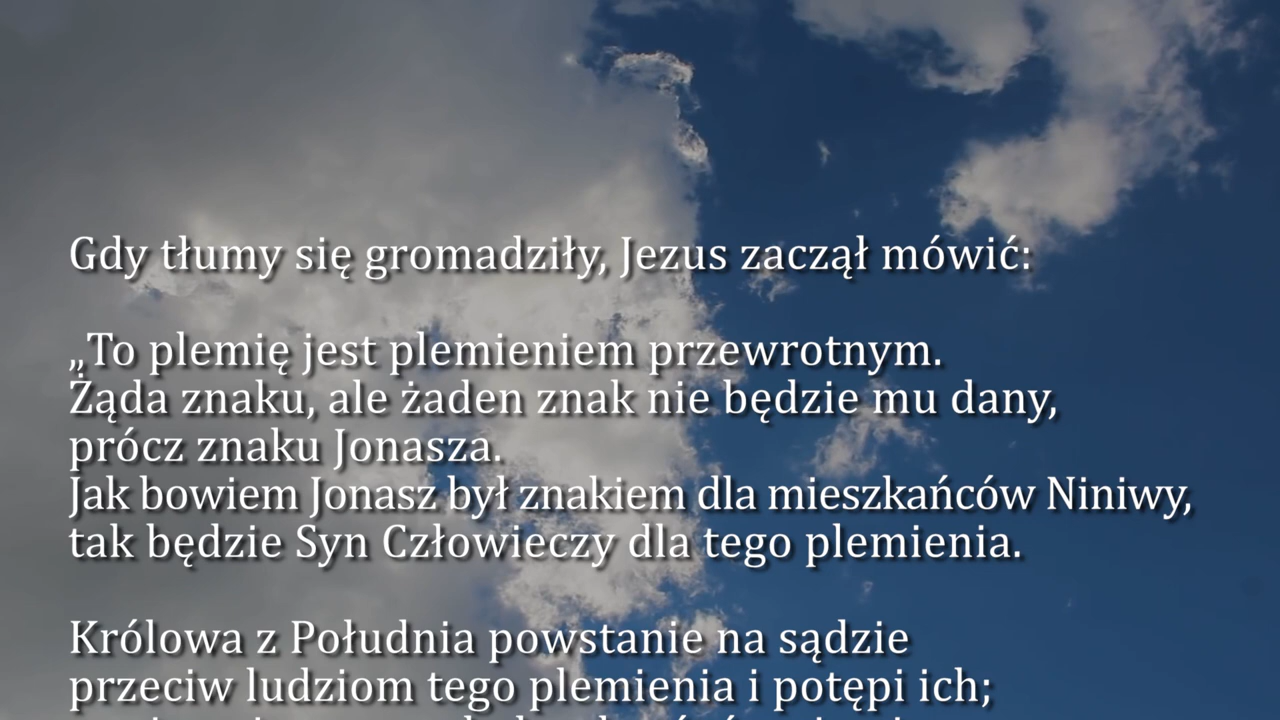 Gdy tłumy się gromadziły, Jezus zaczął mówić:
„To plemię jest plemieniem przewrotnym.
Żąda znaku, ale żaden znak nie będzie mu dany,
prócz znaku Jonasza.
Jak bowiem Jonasz był znakiem dla mieszkańców Niniwy,
tak będzie Syn Człowieczy dla tego plemienia.
Królowa z Południa powstanie na sądzie
przeciw ludziom tego plemienia i potępi ich;